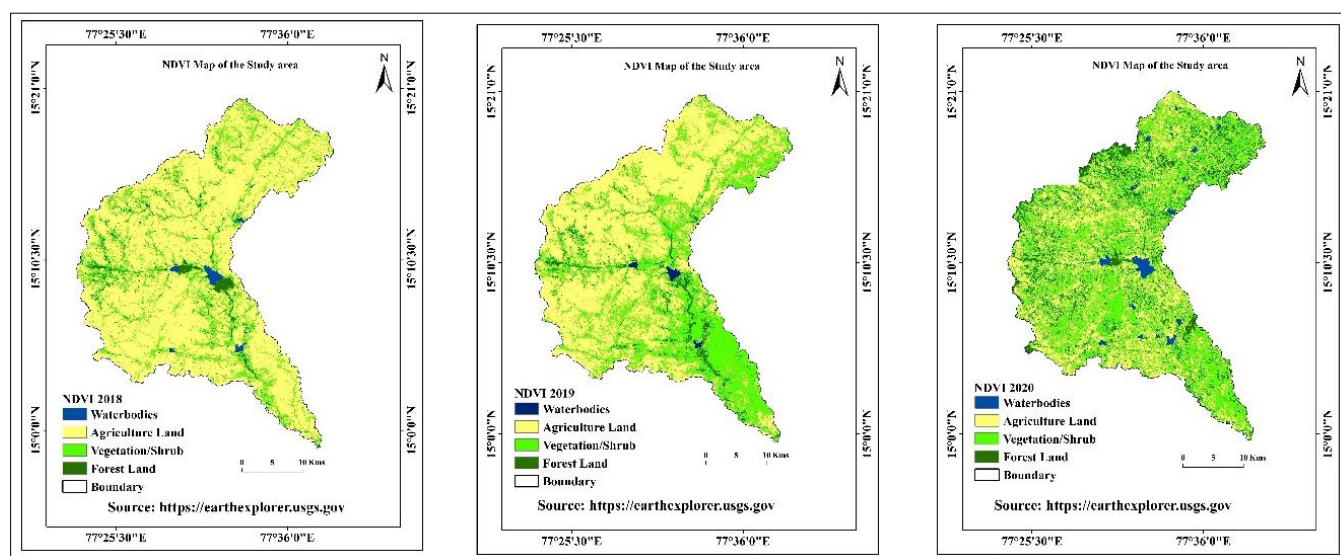 77°25'30"E 77°36'0"E
NDVI Map of the Study area
N
15°21'0"N 15°21'0"N
15°10'30"N 15°10'30"N
15°0'0"N 15°0'0"N
NDVI 2018
Waterbodies
Agriculture Land
Vegetation/Shrub
Forest Land
Boundary
0 5 10 Kms
Source: https://earthexplorer.usgs.gov
77°25'30"E 77°36'0"E
77°25'30"E 77°36'0"E
NDVI Map of the Study area
N
15°21'0"N 15°21'0"N
15°10'30"N 15°10'30"N
15°0'0"N 15°0'0"N
NDVI 2019
Waterbodies
Agriculture Land
Vegetation/Shrub
Forest Land
Boundary
0 5 10 Kms
Source: https://earthexplorer.usgs.gov
77°25'30"E 77°36'0"E
77°25'30"E 77°36'0"E
NDVI Map of the Study area
N
15°21'0"N 15°21'0"N
15°10'30"N 15°10'30"N
15°0'0"N 15°0'0"N
NDVI 2020
Waterbodies
Agriculture Land
Vegetation/Shrub
Forest Land
Boundary
0 5 10 Kms
Source: https://earthexplorer.usgs.gov
77°25'30"E 77°36'0"E